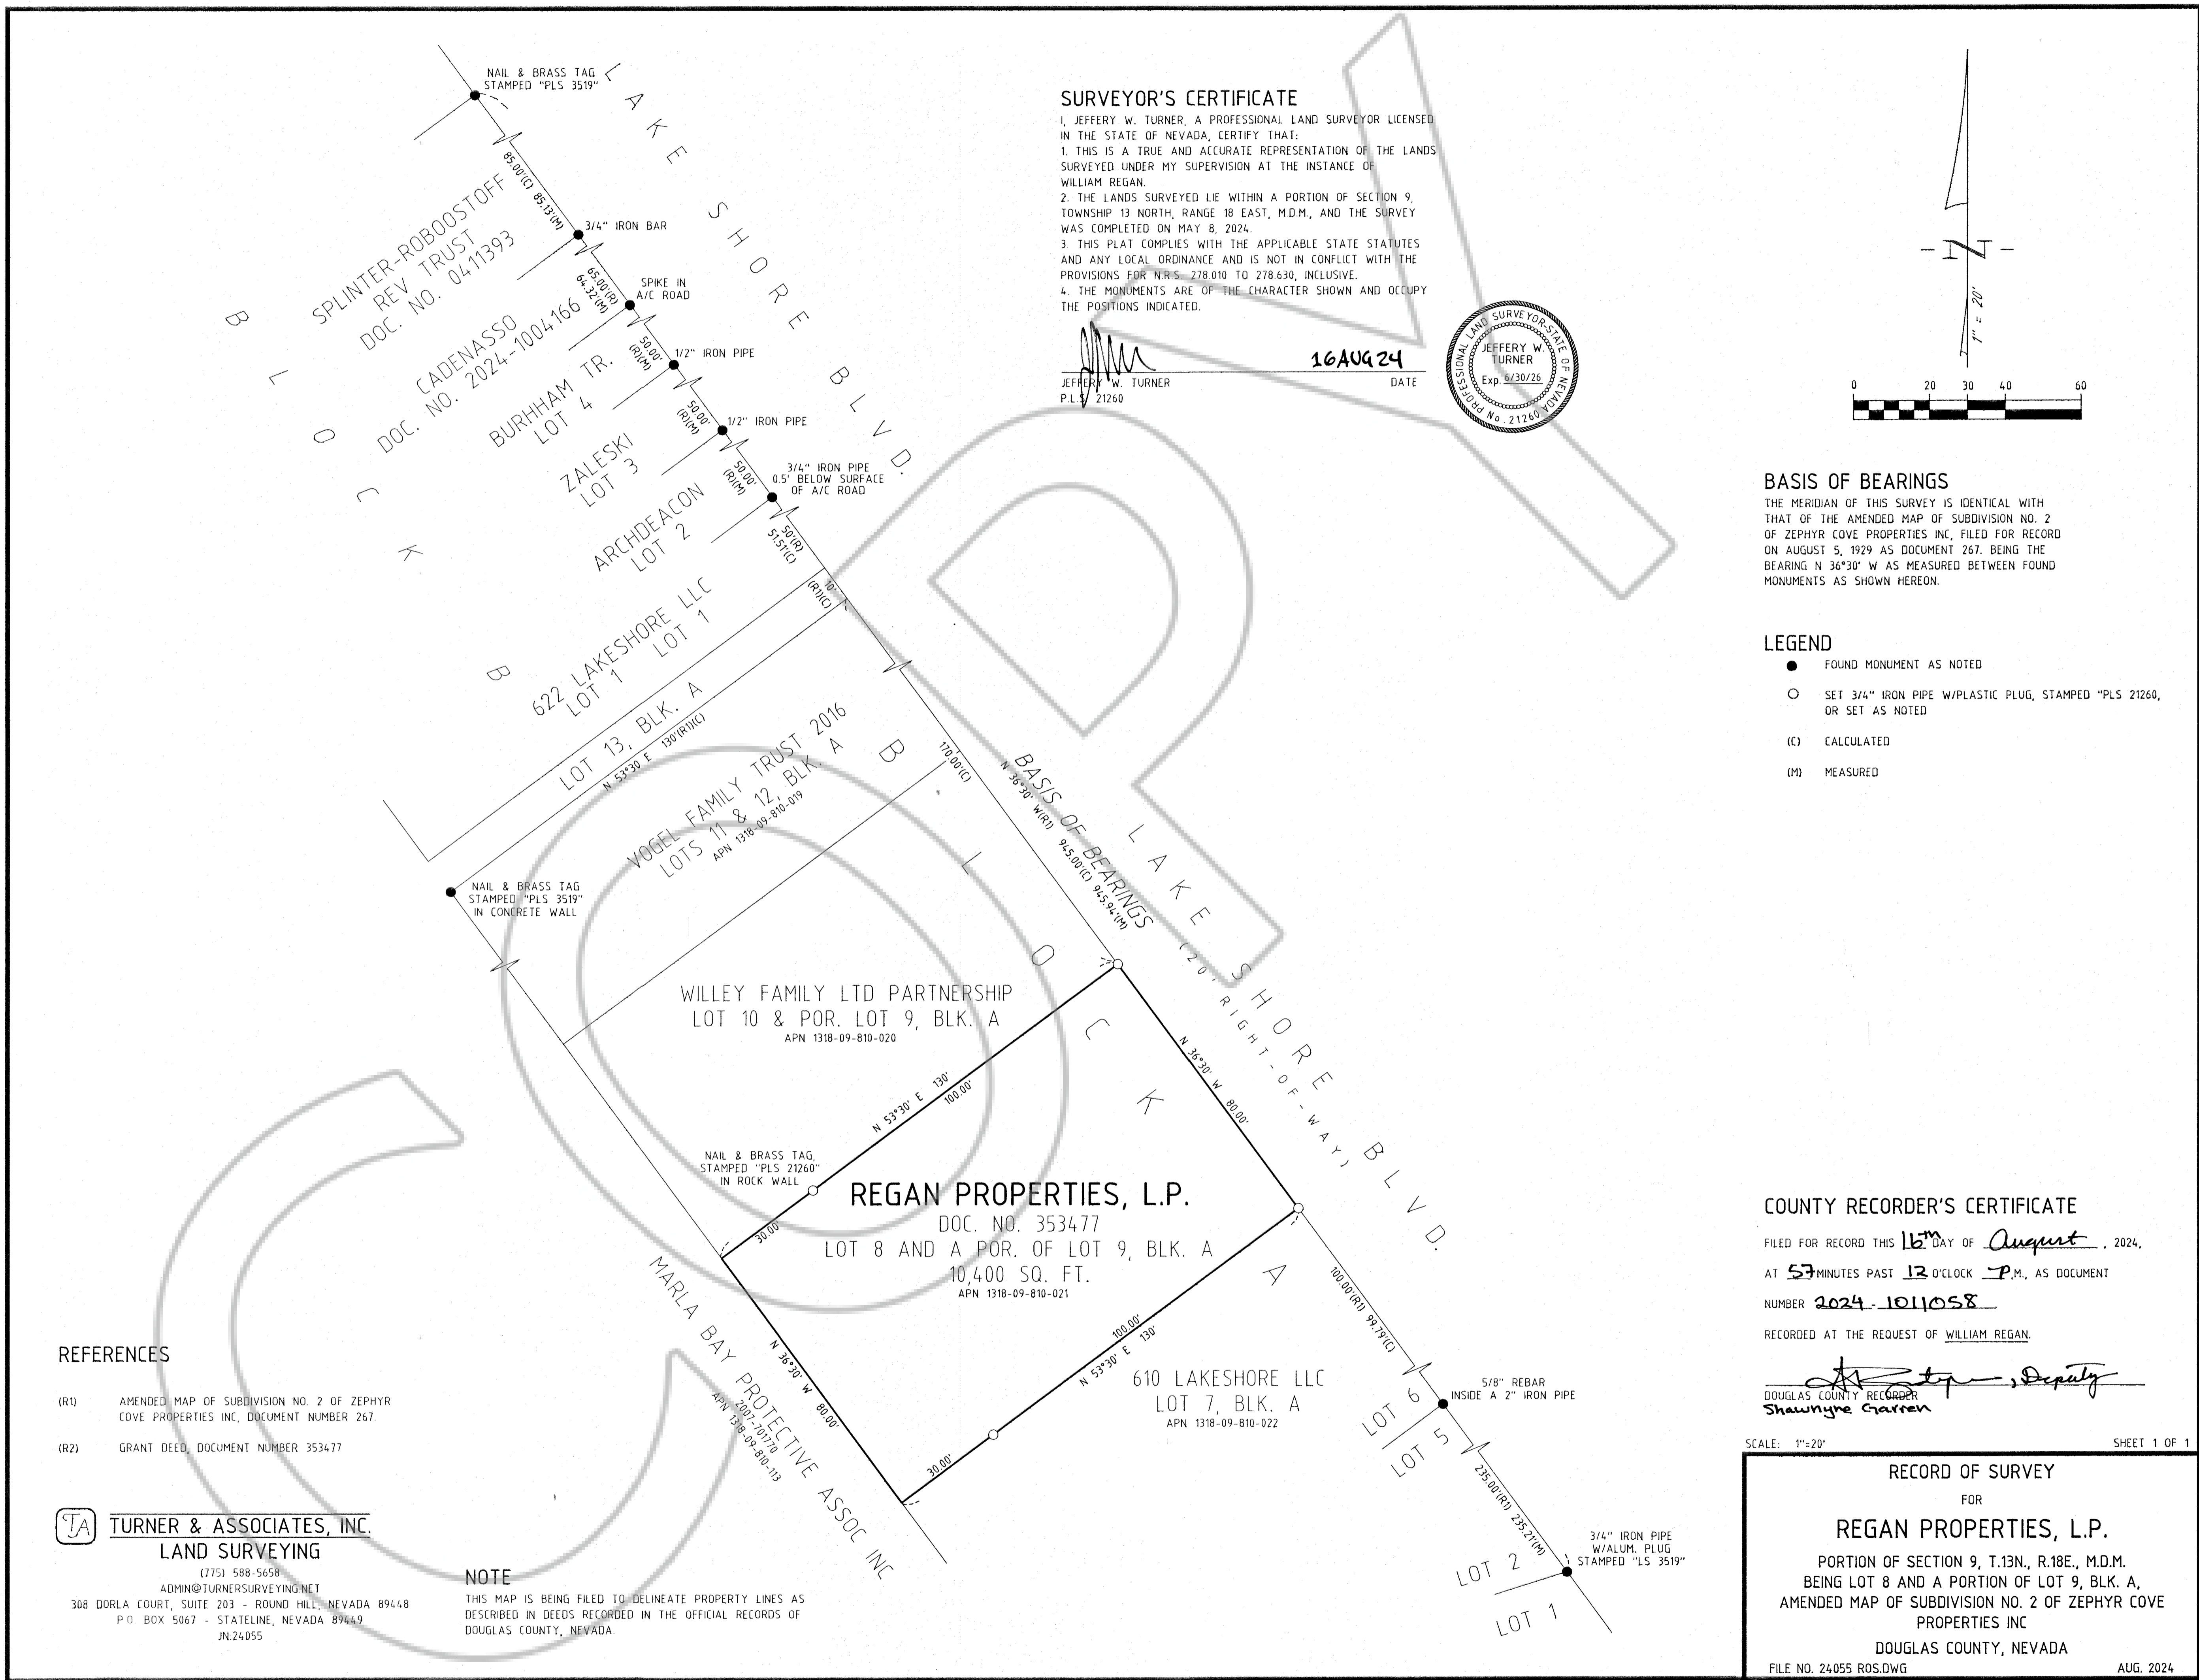 NAIL & BRASS TAG
STAMPED "PLS 3519"
85.00'(C) 85.13'(M)
3/4" IRON BAR
65.00'(R)
64.32'(M)
SPIKE IN
A/C ROAD
50.00'
(R)(M)
1/2" IRON PIPE
50.00'
(R)(M)
1/2" IRON PIPE
50.00'
(R)(M)
3/4" IRON PIPE
0.5' BELOW SURFACE
OF A/C ROAD
50'(R)
51.51'(C)
10'
(R1)(C)
LAKE SHORE BLVD.
BLOCK B
SPLINTER-ROBOOSTOFF
REV TRUST
DOC. NO. 0411393
CADENASSO
DOC. NO. 2024-1004166
BURHHAM TR.
LOT 4
ZALESKI
LOT 3
ARCHDEACON
LOT 2
622 LAKESHORE LLC
LOT 1 LOT 1
LOT 13, BLK. A
N 53°30 E 130'(R1)(C)
VOGEL FAMILY TRUST 2016
LOTS 11 & 12, BLK. A
APN 1318-09-810-019
170.00'(C)
BASIS OF BEARINGS
N 36°30' W(R1) 945.00'(C) 945.94'(M)
NAIL & BRASS TAG
STAMPED "PLS 3519"
IN CONCRETE WALL
BLOCK A
LAKE SHORE BLVD.
(20' RIGHT-OF-WAY)
WILLEY FAMILY LTD PARTNERSHIP
LOT 10 & POR. LOT 9, BLK. A
APN 1318-09-810-020
N 53°30' E 130'
100.00'
N 36°30' W 80.00'
NAIL & BRASS TAG,
STAMPED "PLS 21260"
IN ROCK WALL
30.00'
REGAN PROPERTIES, L.P.
DOC. NO. 353477
LOT 8 AND A POR. OF LOT 9, BLK. A
10,400 SQ. FT.
APN 1318-09-810-021
N 36°30' W 80.00'
100.00'
N 53°30' E 130'
30.00'
MARLA BAY PROTECTIVE ASSOC INC
2007-701770
APN 1318-09-810-113
610 LAKESHORE LLC
LOT 7, BLK. A
APN 1318-09-810-022
100.00'(R1) 99.79'(C)
5/8" REBAR
INSIDE A 2" IRON PIPE
LOT 6
LOT 5
235.00'(R1) 235.21'(M)
3/4" IRON PIPE
W/ALUM. PLUG
STAMPED "LS 3519"
LOT 2
LOT 1
SURVEYOR'S CERTIFICATE
I, JEFFERY W. TURNER, A PROFESSIONAL LAND SURVEYOR LICENSED
IN THE STATE OF NEVADA, CERTIFY THAT:
1. THIS IS A TRUE AND ACCURATE REPRESENTATION OF THE LANDS
SURVEYED UNDER MY SUPERVISION AT THE INSTANCE OF
WILLIAM REGAN.
2. THE LANDS SURVEYED LIE WITHIN A PORTION OF SECTION 9,
TOWNSHIP 13 NORTH, RANGE 18 EAST, M.D.M., AND THE SURVEY
WAS COMPLETED ON MAY 8, 2024.
3. THIS PLAT COMPLIES WITH THE APPLICABLE STATE STATUTES
AND ANY LOCAL ORDINANCE AND IS NOT IN CONFLICT WITH THE
PROVISIONS FOR N.R.S. 278.010 TO 278.630, INCLUSIVE.
4. THE MONUMENTS ARE OF THE CHARACTER SHOWN AND OCCUPY
THE POSITIONS INDICATED.
16AUG24
JEFFERY W. TURNER DATE
P.L.S. 21260
PROFESSIONAL LAND SURVEYOR-STATE OF NEVADA
JEFFERY W.
TURNER
Exp. 6/30/26
No. 21260
N
1" = 20'
0 20 30 40 60
BASIS OF BEARINGS
THE MERIDIAN OF THIS SURVEY IS IDENTICAL WITH
THAT OF THE AMENDED MAP OF SUBDIVISION NO. 2
OF ZEPHYR COVE PROPERTIES INC, FILED FOR RECORD
ON AUGUST 5, 1929 AS DOCUMENT 267. BEING THE
BEARING N 36°30' W AS MEASURED BETWEEN FOUND
MONUMENTS AS SHOWN HEREON.
LEGEND
FOUND MONUMENT AS NOTED
SET 3/4" IRON PIPE W/PLASTIC PLUG, STAMPED "PLS 21260,
OR SET AS NOTED
(C) CALCULATED
(M) MEASURED
COUNTY RECORDER'S CERTIFICATE
FILED FOR RECORD THIS 16th DAY OF August, 2024,
AT 57 MINUTES PAST 12 O'CLOCK P.M., AS DOCUMENT
NUMBER 2024-1011058
RECORDED AT THE REQUEST OF WILLIAM REGAN.
, Deputy
DOUGLAS COUNTY RECORDER
Shawnyne Garren
SCALE: 1"=20' SHEET 1 OF 1
RECORD OF SURVEY
FOR
REGAN PROPERTIES, L.P.
PORTION OF SECTION 9, T.13N., R.18E., M.D.M.
BEING LOT 8 AND A PORTION OF LOT 9, BLK. A,
AMENDED MAP OF SUBDIVISION NO. 2 OF ZEPHYR COVE
PROPERTIES INC
DOUGLAS COUNTY, NEVADA
FILE NO. 24055 ROS.DWG AUG. 2024
REFERENCES
(R1) AMENDED MAP OF SUBDIVISION NO. 2 OF ZEPHYR
COVE PROPERTIES INC, DOCUMENT NUMBER 267.
(R2) GRANT DEED, DOCUMENT NUMBER 353477
TA TURNER & ASSOCIATES, INC.
LAND SURVEYING
(775) 588-5658
ADMIN@TURNERSURVEYING.NET
308 DORLA COURT, SUITE 203 - ROUND HILL, NEVADA 89448
P.O. BOX 5067 - STATELINE, NEVADA 89449
JN.24055
NOTE
THIS MAP IS BEING FILED TO DELINEATE PROPERTY LINES AS
DESCRIBED IN DEEDS RECORDED IN THE OFFICIAL RECORDS OF
DOUGLAS COUNTY, NEVADA.
COPY